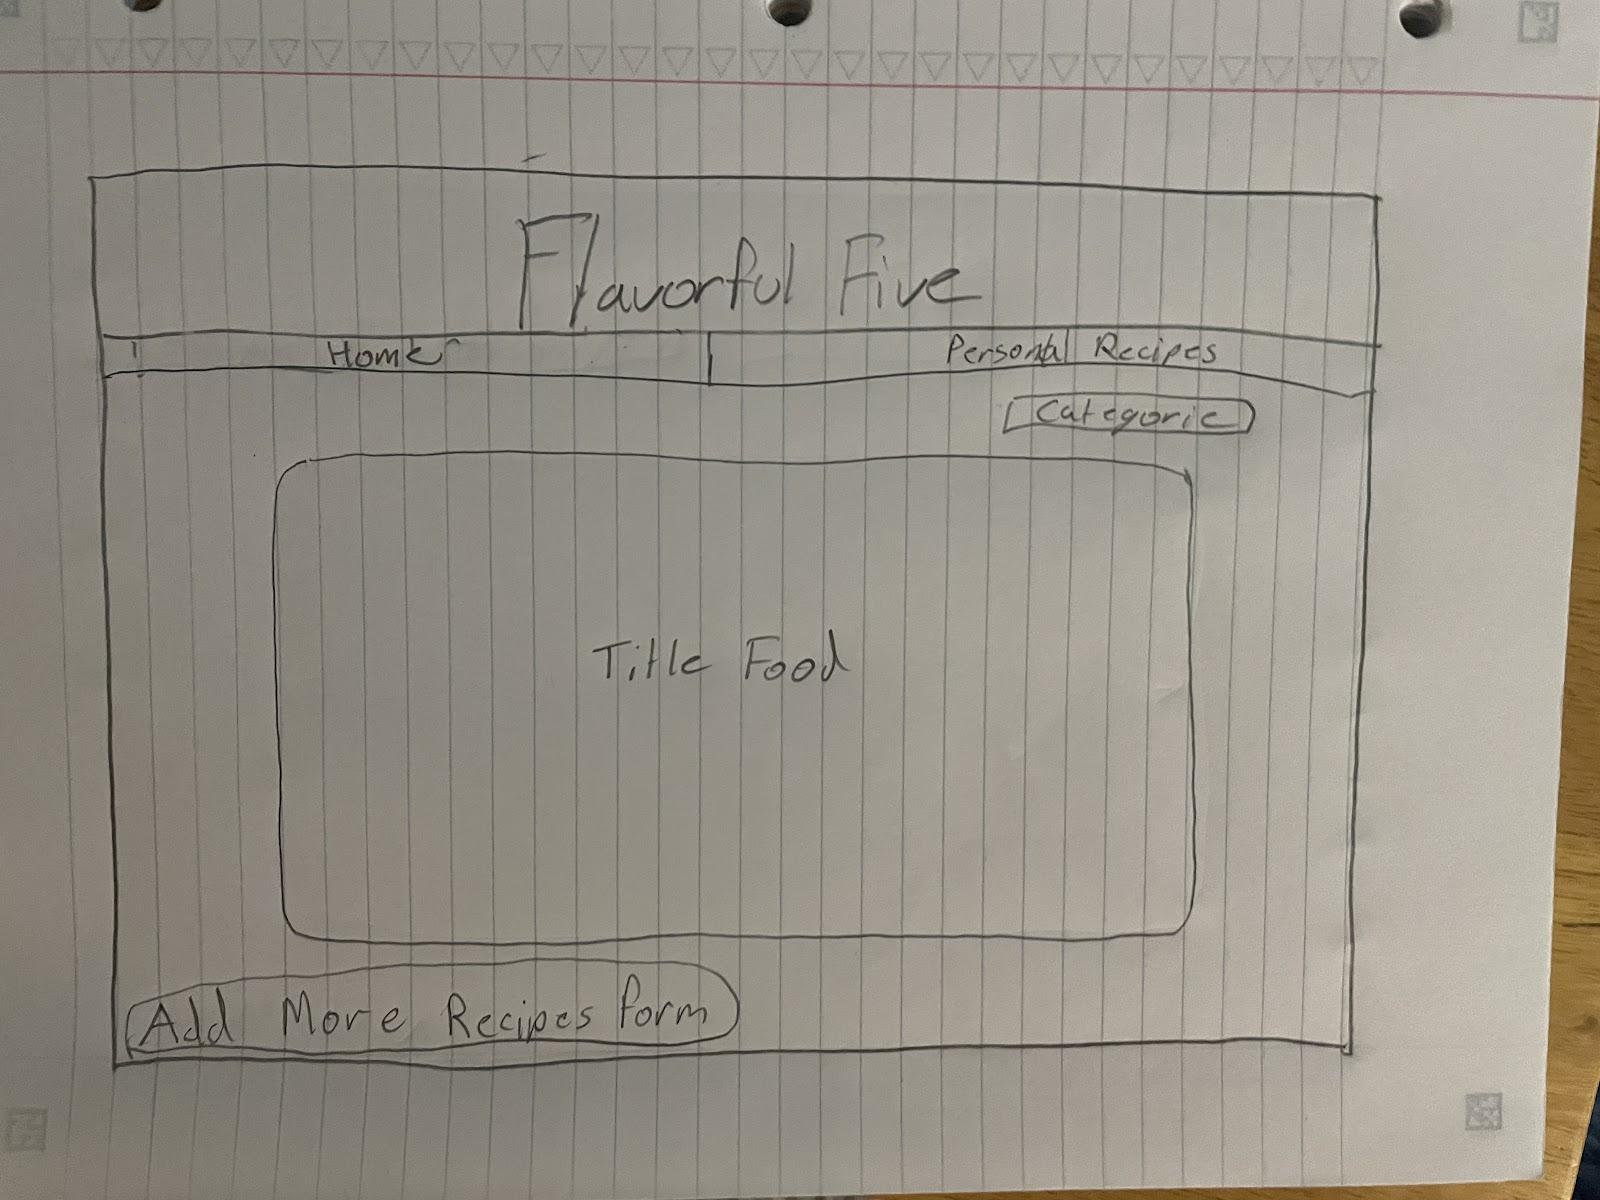 Flavorful Five
Home Personal Recipes
Categorie
Title Food
Add More Recipes form